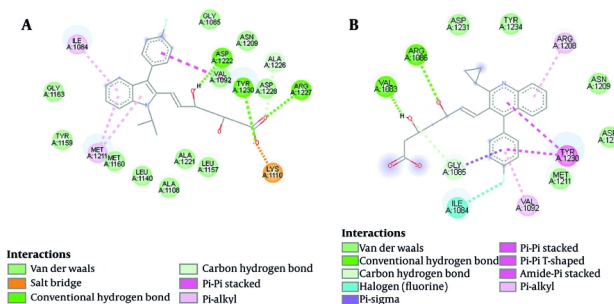 A
GLY
A:1085
ILE
A:1084
ASN
A:1209
ASP
A:1222
ALA
A:1226
VAL
A:1092
TYR
A:1230
ASP
A:1228
ARG
A:1227
GLY
A:1163
H
N
O
O
O
TYR
A:1159
MET
A:1211
MET
A:1160
LEU
A:1140
ALA
A:1108
ALA
A:1221
LEU
A:1157
LYS
A:1110
Interactions
Van der waals
Salt bridge
Conventional hydrogen bond
Carbon hydrogen bond
Pi-Pi stacked
Pi-alkyl
B
ASP
A:1231
TYR
A:1234
ARG
A:1086
ARG
A:1208
VAL
A:1083
ASN
A:1209
H
N
O
TYR
A:1230
GLY
A:1085
MET
A:1211
ILE
A:1084
VAL
A:1092
Interactions
Van der waals
Conventional hydrogen bond
Carbon hydrogen bond
Halogen (fluorine)
Pi-sigma
Pi-Pi stacked
Pi-Pi T-shaped
Amide-Pi stacked
Pi-alkyl